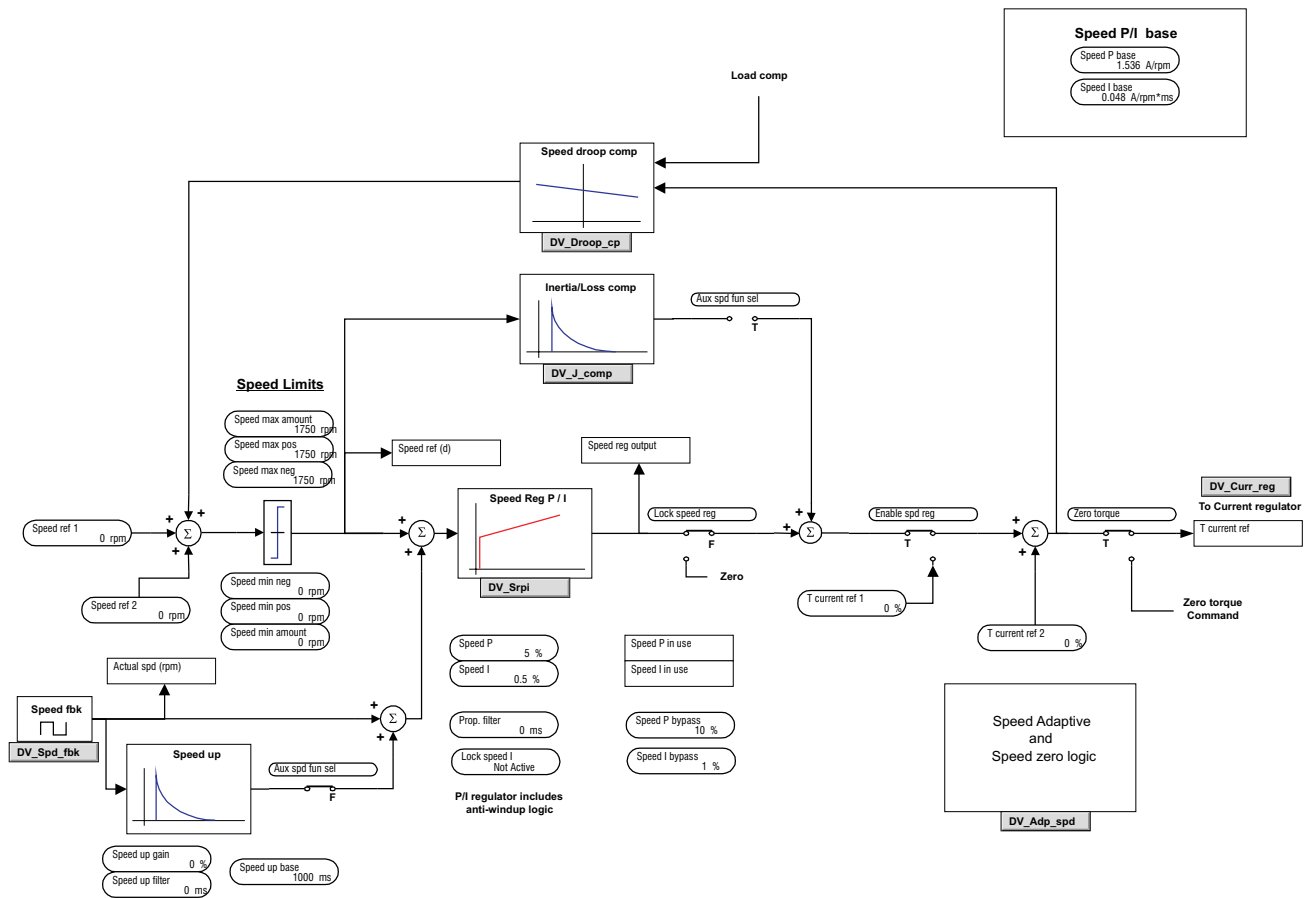 Speed P/I base
Speed P base
1.536 A/rpm
Speed I base
0.048 A/rpm*ms
Load comp
Speed droop comp
DV_Droop_cp
Inertia/Loss comp
DV_J_comp
Aux spd fun sel
T
Speed Limits
Speed max amount
1750 rpm
Speed max pos
1750 rpm
Speed max neg
1750 rpm
Speed ref (d)
Speed reg output
Speed Reg P / I
DV_Srpi
DV_Curr_reg
To Current regulator
T current ref
Speed ref 1
0 rpm
+
+
+
Σ
Speed ref 2
0 rpm
+
+
Σ
Lock speed reg
F
Zero
+
+
Σ
Enable spd reg
T
T current ref 1
0 %
+
+
Σ
T current ref 2
0 %
Zero torque
T
Zero torque
Command
Speed min neg
0 rpm
Speed min pos
0 rpm
Speed min amount
0 rpm
Actual spd (rpm)
Speed fbk
DV_Spd_fbk
+
+
Σ
Speed up
Aux spd fun sel
F
Speed up gain
0 %
Speed up filter
0 ms
Speed up base
1000 ms
Speed P
5 %
Speed I
0.5 %
Prop. filter
0 ms
Lock speed I
Not Active
P/I regulator includes
anti-windup logic
Speed P in use
Speed I in use
Speed P bypass
10 %
Speed I bypass
1 %
Speed Adaptive
and
Speed zero logic
DV_Adp_spd